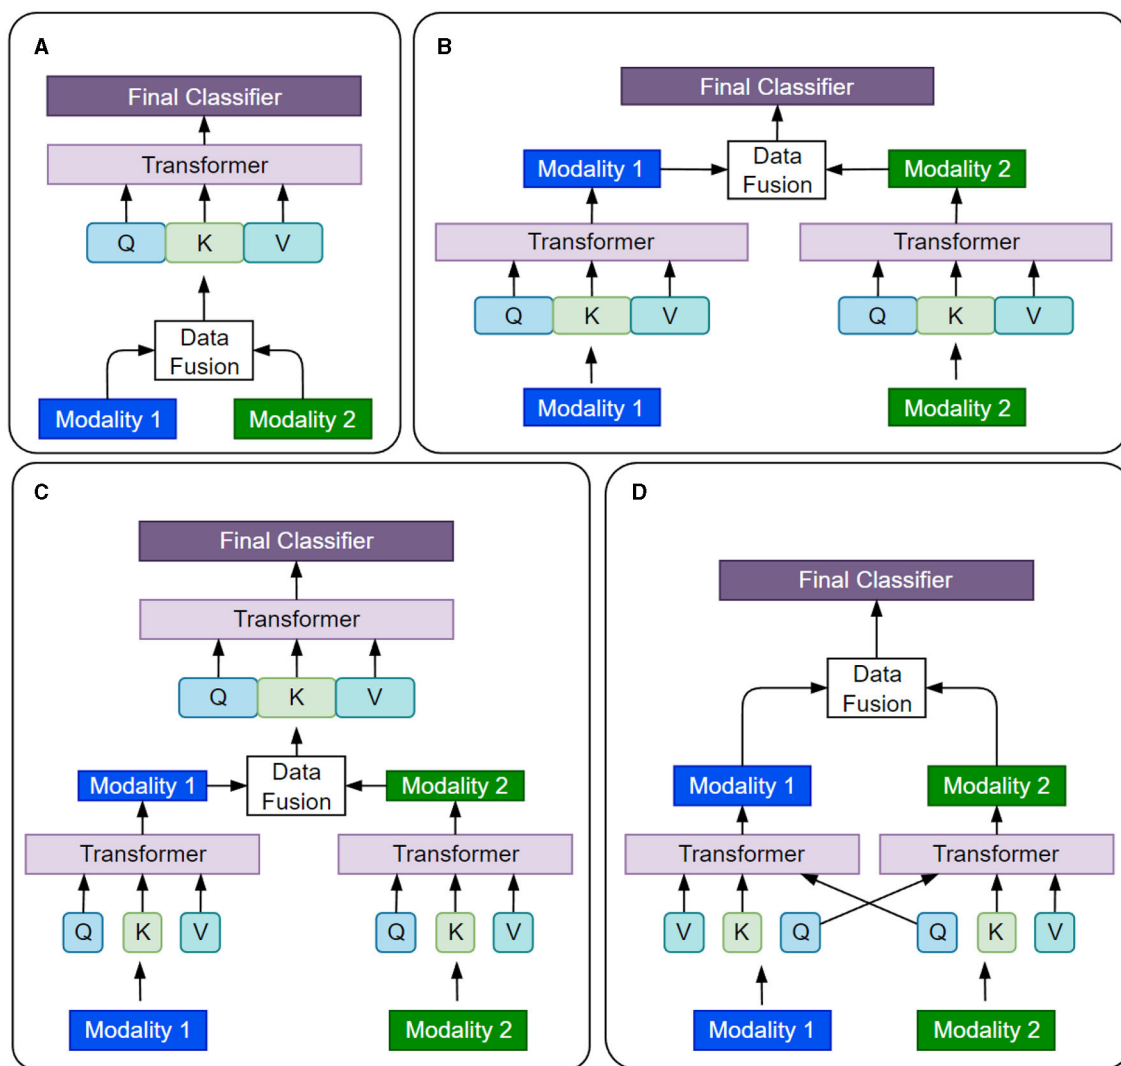 A
Final Classifier
Transformer
Q K V
Data
Fusion
Modality 1 Modality 2
B
Final Classifier
Data
Fusion
Modality 1 Modality 2
Transformer Transformer
Q K V Q K V
Modality 1 Modality 2
C
Final Classifier
Transformer
Q K V
Data
Fusion
Modality 1 Modality 2
Transformer Transformer
Q K V Q K V
Modality 1 Modality 2
D
Final Classifier
Data
Fusion
Modality 1 Modality 2
Transformer Transformer
V K Q Q K V
Modality 1 Modality 2